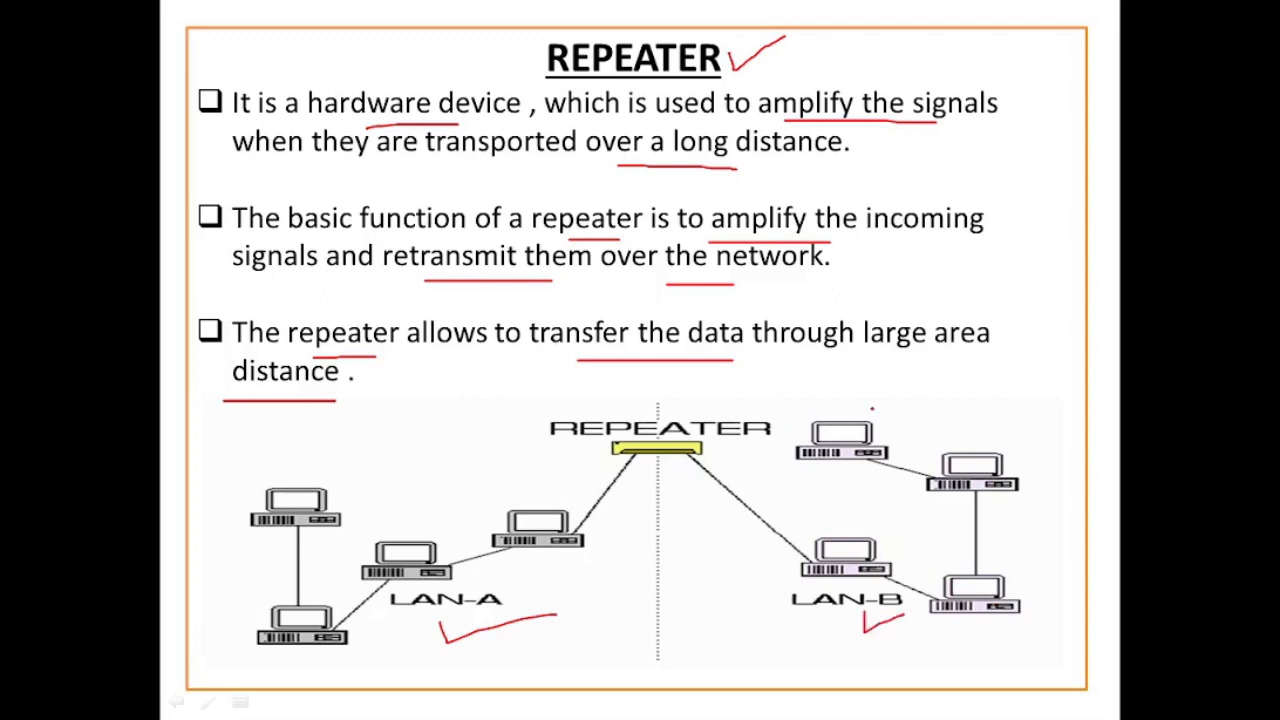 REPEATER
It is a hardware device , which is used to amplify the signals
when they are transported over a long distance.
The basic function of a repeater is to amplify the incoming
signals and retransmit them over the network.
The repeater allows to transfer the data through large area
distance .
REPEATER
LAN-A
LAN-B